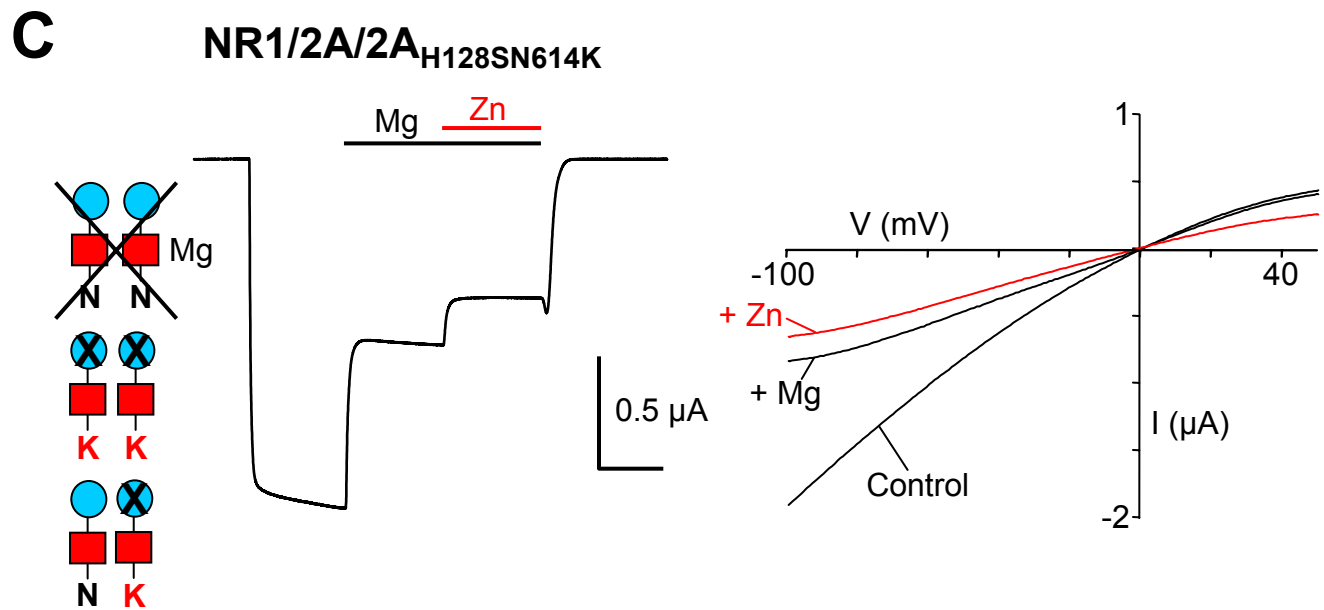 C
NR1/2A/2AH128SN614K
Mg
Zn
Mg
N N
X X
K K
X
N K
0.5 µA
1
V (mV)
-100
40
+ Zn
+ Mg
Control
I (µA)
-2